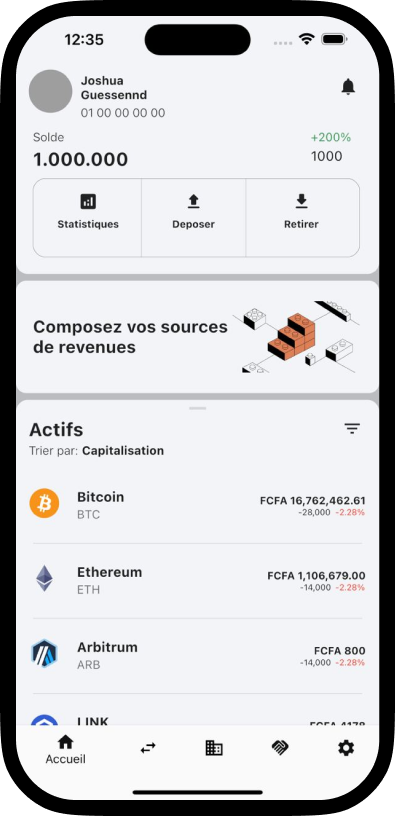 12:35
Joshua
Guessennd
01 00 00 00 00
Solde
+200%
1.000.000
1000
Statistiques
Deposer
Retirer
Composez vos sources
de revenues
Actifs
Trier par: Capitalisation
Bitcoin
FCFA 16,762,462.61
BTC
-28,000 -2.28%
Ethereum
FCFA 1,106,679.00
ETH
-14,000 -2.28%
Arbitrum
FCFA 800
ARB
-14,000 -2.28%
LINK
FCFA 4178
Accueil